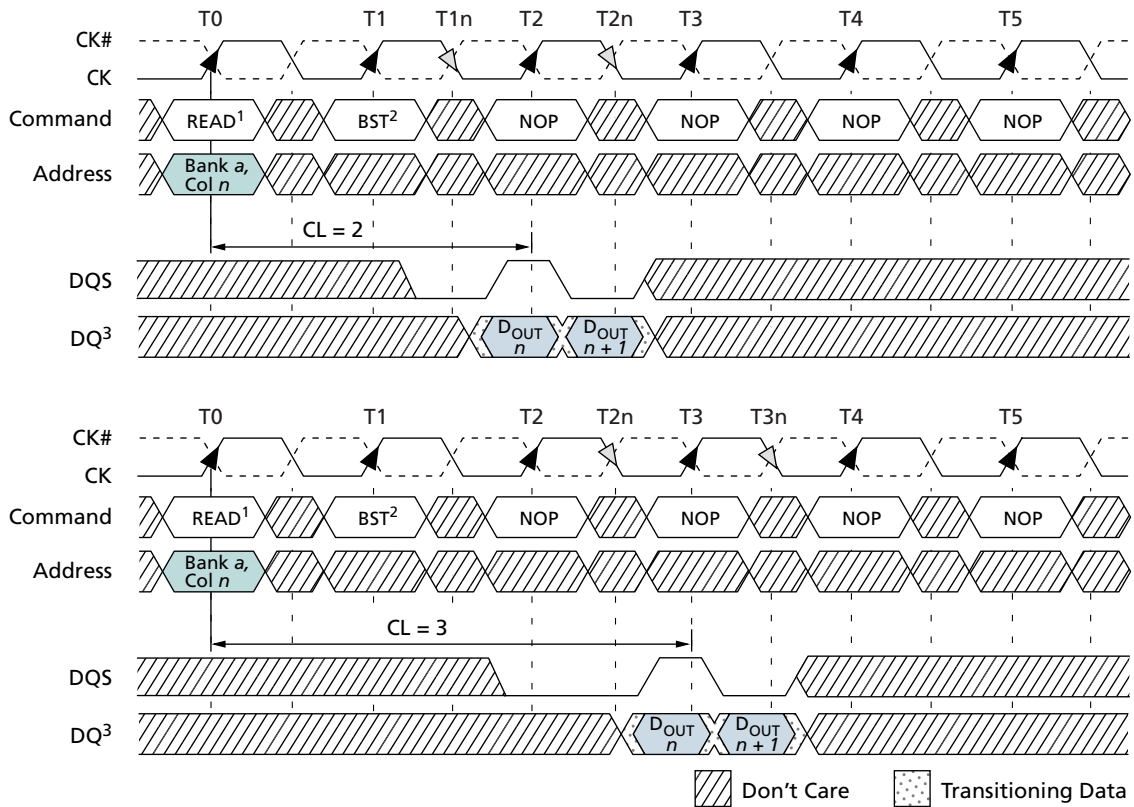 T0 T1 T1n T2 T2n T3 T4 T5
CK#
CK
Command READ1 BST2 NOP NOP NOP NOP
Address Bank a,
Col n
CL = 2
DQS
DQ3 DOUT DOUT
n n + 1
T0 T1 T2 T2n T3 T3n T4 T5
CK#
CK
Command READ1 BST2 NOP NOP NOP NOP
Address Bank a,
Col n
CL = 3
DQS
DQ3 DOUT DOUT
n n + 1
Don't Care Transitioning Data